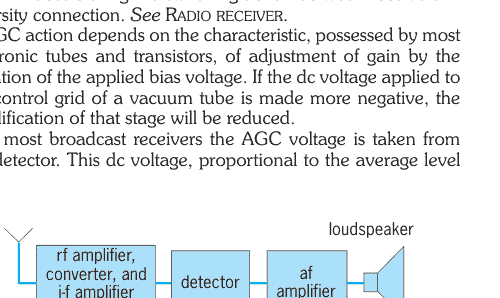 rsity connection. See RADIO RECEIVER.
GC action depends on the characteristic, possessed by most
ronic tubes and transistors, of adjustment of gain by the
tion of the applied bias voltage. If the dc voltage applied to
control grid of a vacuum tube is made more negative, the
lification of that stage will be reduced.
most broadcast receivers the AGC voltage is taken from
detector. This dc voltage, proportional to the average level
loudspeaker
rf amplifier,
converter, and
i-f amplifier
detector
af
amplifier